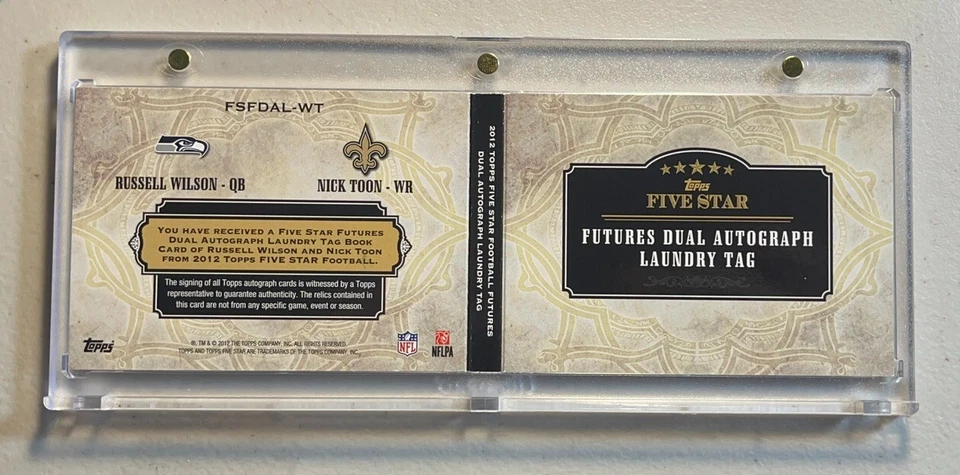 FSFDAL-WT
RUSSELL WILSON - QB
NICK TOON - WR
YOU HAVE RECEIVED A FIVE STAR FUTURES
DUAL AUTOGRAPH LAUNDRY TAG BOOK
CARD OF RUSSELL WILSON AND NICK TOON
FROM 2012 TOPPS FIVE STAR FOOTBALL.
The signing of all Topps autograph cards is witnessed by a Topps
representative to guarantee authenticity. The relics contained in
this card are not from any specific game, event or season.
®, TM & © 2012 THE TOPPS COMPANY, INC. ALL RIGHTS RESERVED.
TOPPS AND TOPPS FIVE STAR ARE TRADEMARKS OF THE TOPPS COMPANY, INC.
Topps
NFL
NFLPA
2012 TOPPS FIVE STAR FOOTBALL FUTURES
DUAL AUTOGRAPH LAUNDRY TAG
Topps
FIVE STAR
FUTURES DUAL AUTOGRAPH
LAUNDRY TAG